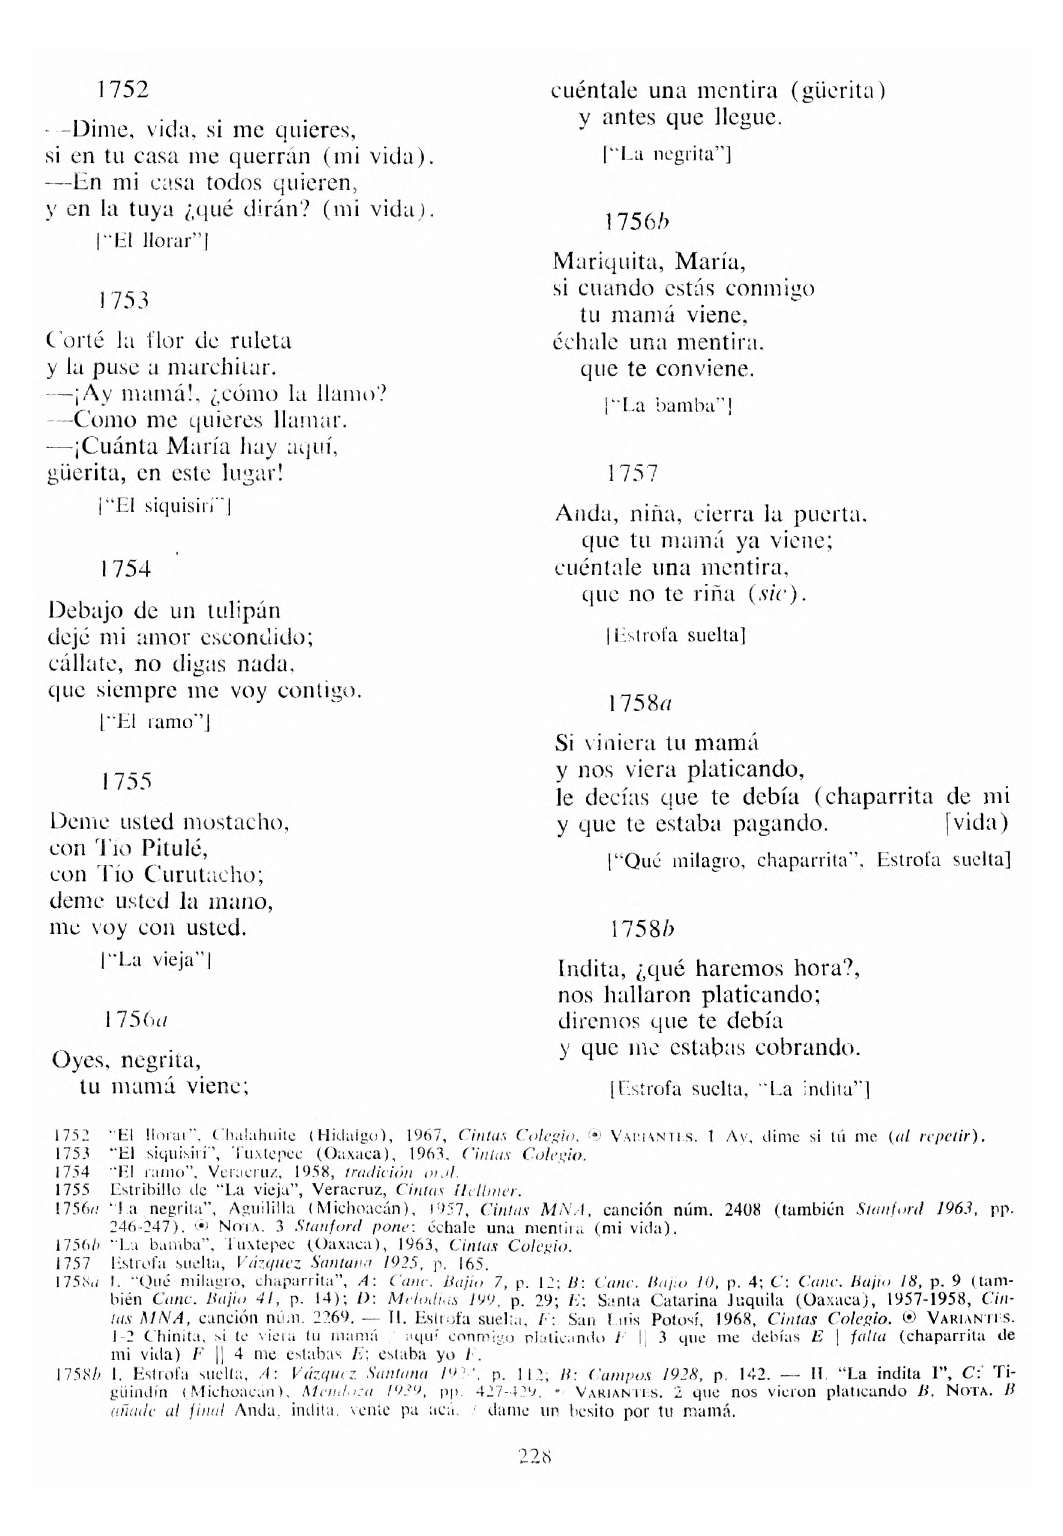 1752
—Dime, vida, si me quieres,
si en tu casa me querrán (mi vida).
—En mi casa todos quieren,
y en la tuya ¿qué dirán? (mi vida).
[“El llorar”]
1753
Corté la flor de ruleta
y la puse a marchitar.
—¡Ay mamá!, ¿cómo la llamo?
—Como me quieres llamar.
—¡Cuánta María hay aquí,
güerita, en este lugar!
[“El siquisirí”]
1754
Debajo de un tulipán
dejé mi amor escondido;
cállate, no digas nada,
que siempre me voy contigo.
[“El ramo”]
1755
Deme usted mostacho,
con Tío Pitulé,
con Tío Curutacho;
deme usted la mano,
me voy con usted.
[“La vieja”]
1756a
Oyes, negrita,
tu mamá viene;
cuéntale una mentira (güerita)
y antes que llegue.
[“La negrita”]
1756b
Mariquita, María,
si cuando estás conmigo
tu mamá viene,
échale una mentira.
que te conviene.
[“La bamba”]
1757
Anda, niña, cierra la puerta.
que tu mamá ya viene;
cuéntale una mentira,
que no te riña (sic).
[Estrofa suelta]
1758a
Si viniera tu mamá
y nos viera platicando,
le decías que te debía (chaparrita de mi
y que te estaba pagando. [vida)
[“Qué milagro, chaparrita”, Estrofa suelta]
1758b
Indita, ¿qué haremos hora?,
nos hallaron platicando;
diremos que te debía
y que me estabas cobrando.
[Estrofa suelta, “La indita”]
1752 “El llorar”, Chalahuite (Hidalgo), 1967, Cintas Colegio. ⦿ VARIANTES. 1 Ay, dime si tú me (al repetir).
1753 “El siquisirí”, Tuxtepec (Oaxaca), 1963, Cintas Colegio.
1754 “El ramo”, Veracruz, 1958, tradición oral.
1755 Estribillo de “La vieja”, Veracruz, Cintas Hellmer.
1756a “La negrita”, Aguililla (Michoacán), 1957, Cintas MNA, canción núm. 2408 (también Stanford 1963, pp.
246-247). ⦿ NOTA. 3 Stanford pone: échale una mentira (mi vida).
1756b “La bamba”, Tuxtepec (Oaxaca), 1963, Cintas Colegio.
1757 Estrofa suelta, Vázquez Santana 1925, p. 165.
1758a I. “Qué milagro, chaparrita”, A: Canc. Bajío 7, p. 12; B: Canc. Bajío 10, p. 4; C: Canc. Bajío 18, p. 9 (tam-
bién Canc. Bajío 41, p. 14); D: Melodías 199, p. 29; E: Santa Catarina Juquila (Oaxaca), 1957-1958, Cin-
tas MNA, canción núm. 2269. — II. Estrofa suelta, F: San Luis Potosí, 1968, Cintas Colegio. ⦿ VARIANTES.
1-2 Chinita, si te viera tu mamá / aquí conmigo platicando F || 3 que me debías E | falta (chaparrita de
mi vida) F || 4 me estabas E; estaba yo F.
1758b I. Estrofa suelta, A: Vázquez Santana, p. 112; B: Campos 1928, p. 142. — II. “La indita I”, C: Ti-
güindín (Michoacán), Mendoza 1939, pp. 427-429. VARIANTES. 2 que nos vieron platicando B. NOTA. B
añade al final Anda, indita, vente pa acá, / dame un besito por tu mamá.
228